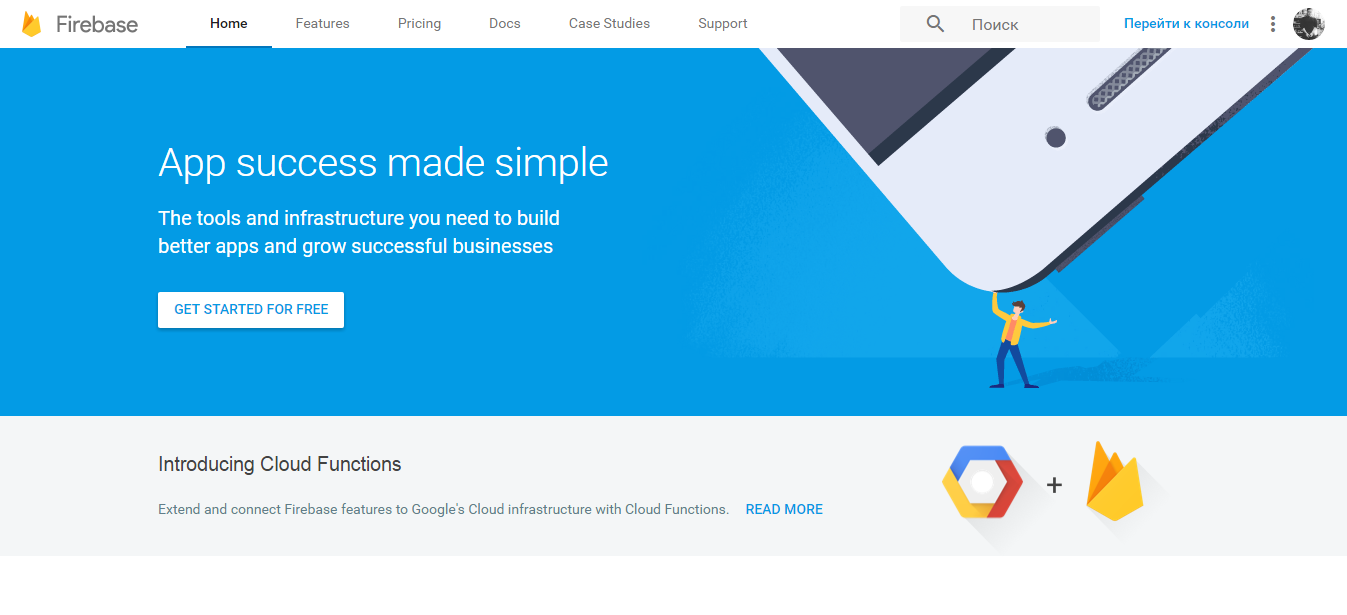 Firebase Home Features Pricing Docs Case Studies Support Поиск Перейти к консоли
App success made simple
The tools and infrastructure you need to build
better apps and grow successful businesses
GET STARTED FOR FREE
Introducing Cloud Functions
Extend and connect Firebase features to Google's Cloud infrastructure with Cloud Functions. READ MORE